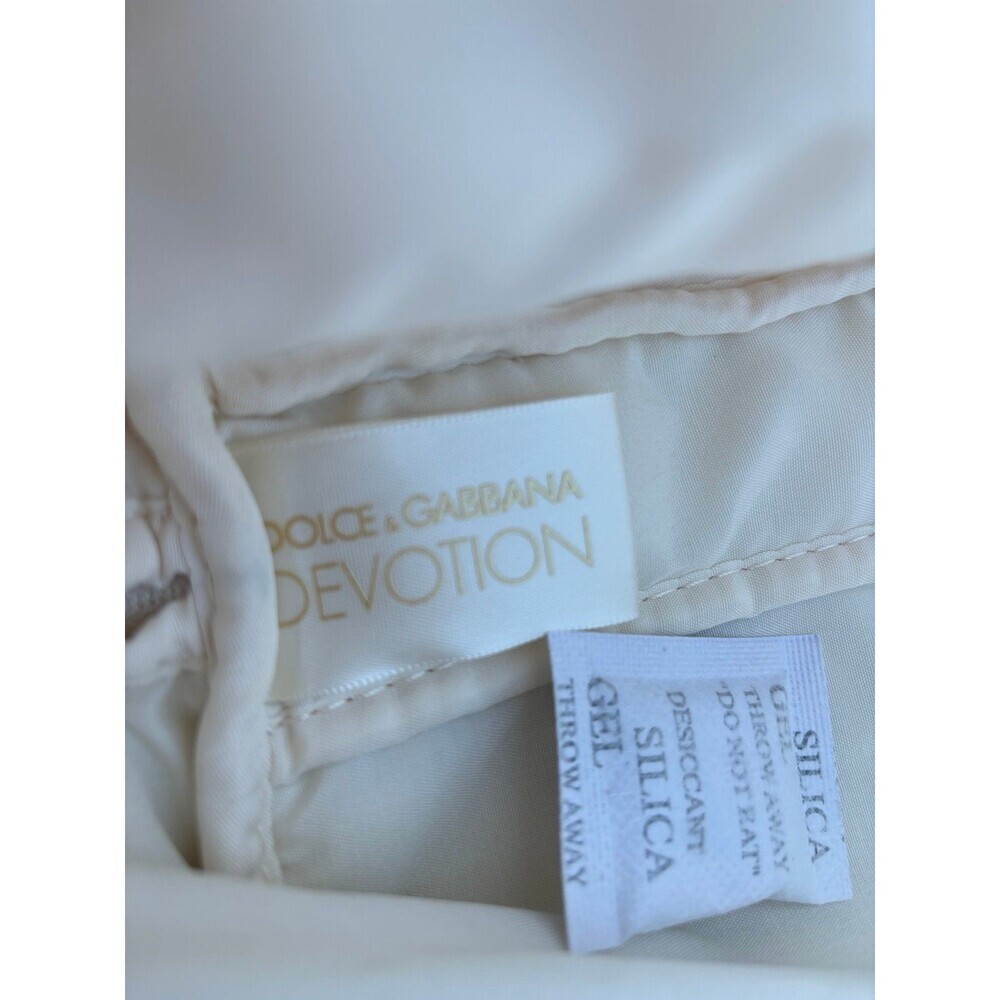 DOLCE & GABBANA
DEVOTION
THROW AWAY
GEL
SILICA
DESICCANT
"DO NOT EAT"
THROW AWAY
GEL
SILICA